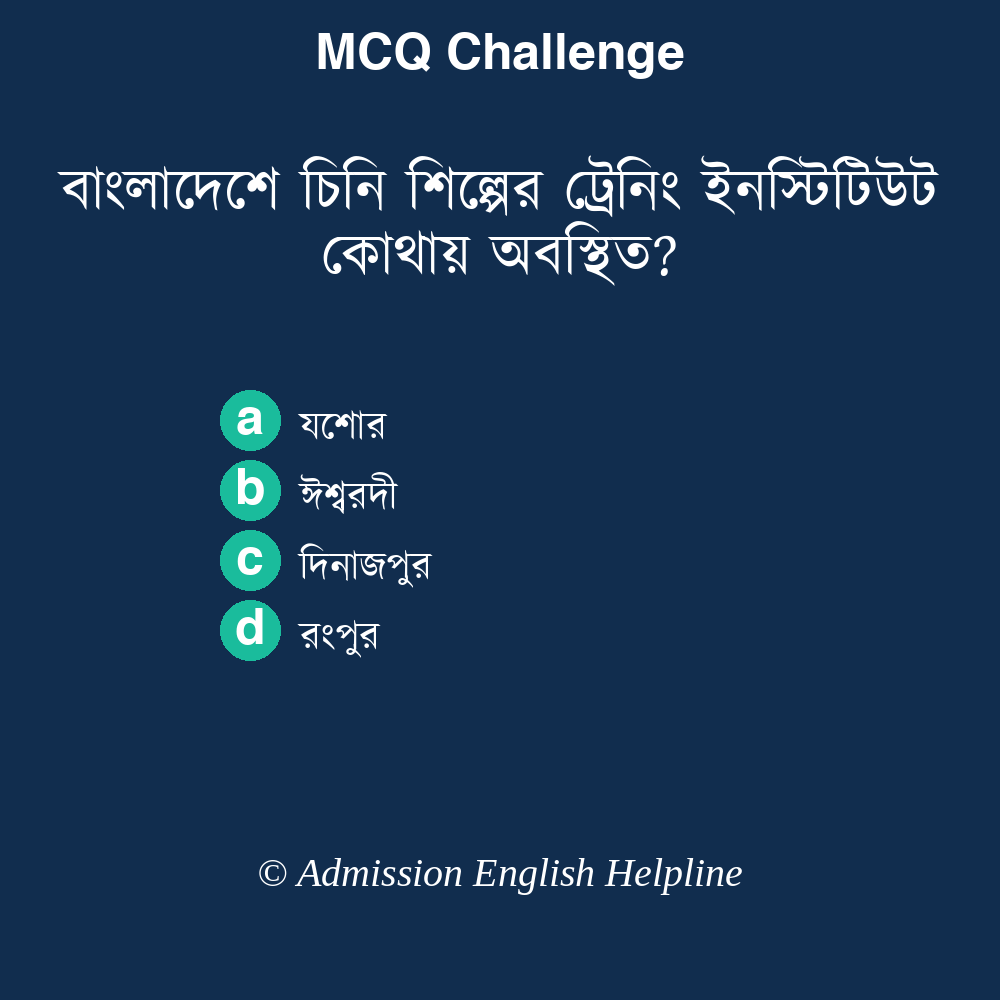 MCQ Challenge
বাংলাদেশে চিনি শিল্পের ট্রেনিং ইনস্টিটিউট
কোথায় অবস্থিত?
a যশোর
b ঈশ্বরদী
c দিনাজপুর
d রংপুর
© Admission English Helpline